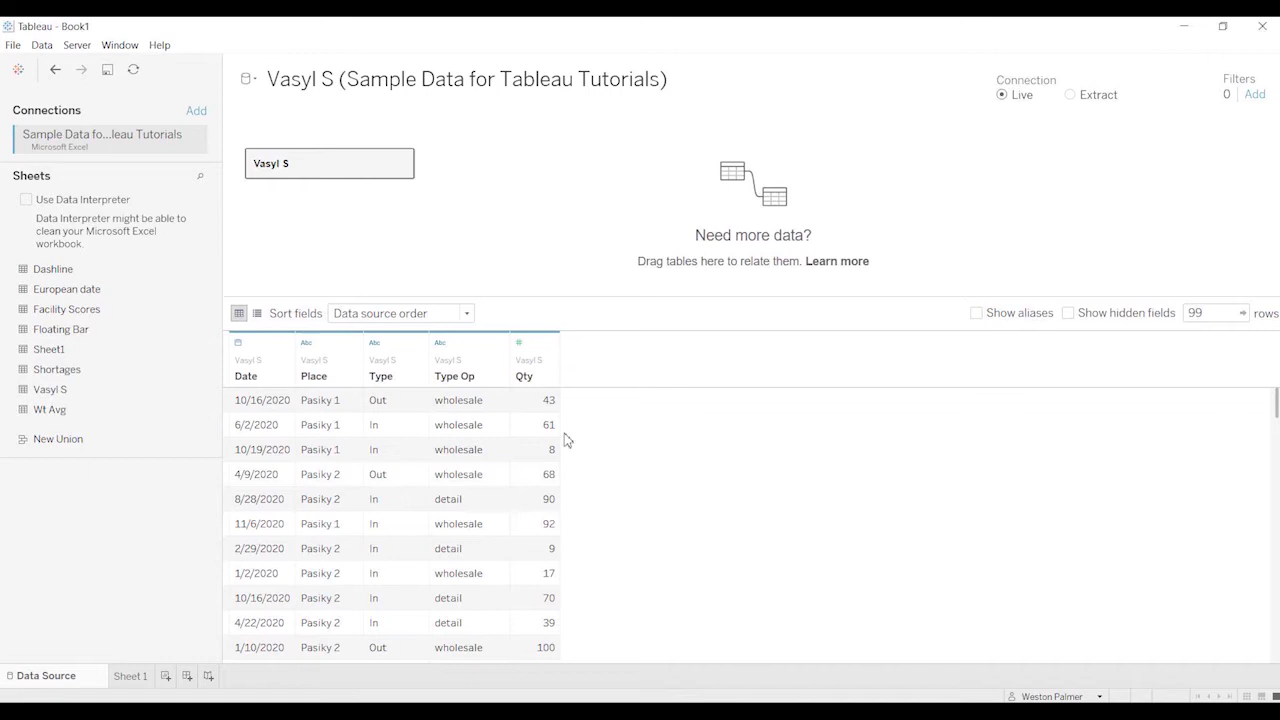 Tableau - Book1
File Data Server Window Help
Connections Add
Sample Data fo...leau Tutorials
Microsoft Excel
Sheets
Use Data Interpreter
Data Interpreter might be able to
clean your Microsoft Excel
workbook.
Dashline
European date
Facility Scores
Floating Bar
Sheet1
Shortages
Vasyl S
Wt Avg
New Union
Vasyl S (Sample Data for Tableau Tutorials)
Connection
Live Extract
Filters
0 Add
Vasyl S
Need more data?
Drag tables here to relate them. Learn more
Sort fields Data source order Show aliases Show hidden fields 99 rows
Abc Abc Abc #
Vasyl S Vasyl S Vasyl S Vasyl S Vasyl S
Date Place Type Type Op Qty
10/16/2020 Pasiky 1 Out wholesale 43
6/2/2020 Pasiky 1 In wholesale 61
10/19/2020 Pasiky 1 In wholesale 8
4/9/2020 Pasiky 2 Out wholesale 68
8/28/2020 Pasiky 2 In detail 90
11/6/2020 Pasiky 1 In wholesale 92
2/29/2020 Pasiky 2 In detail 9
1/2/2020 Pasiky 2 In wholesale 17
10/16/2020 Pasiky 2 In detail 70
4/22/2020 Pasiky 2 In detail 39
1/10/2020 Pasiky 2 Out wholesale 100
Data Source Sheet 1
Weston Palmer